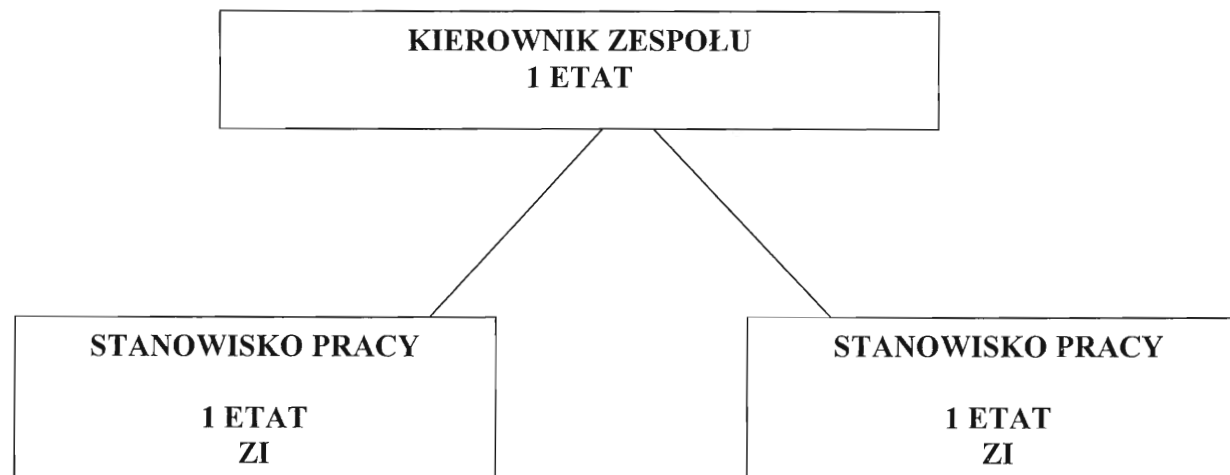 KIEROWNIK ZESPOŁU
1 ETAT
STANOWISKO PRACY
1 ETAT
ZI
STANOWISKO PRACY
1 ETAT
ZI